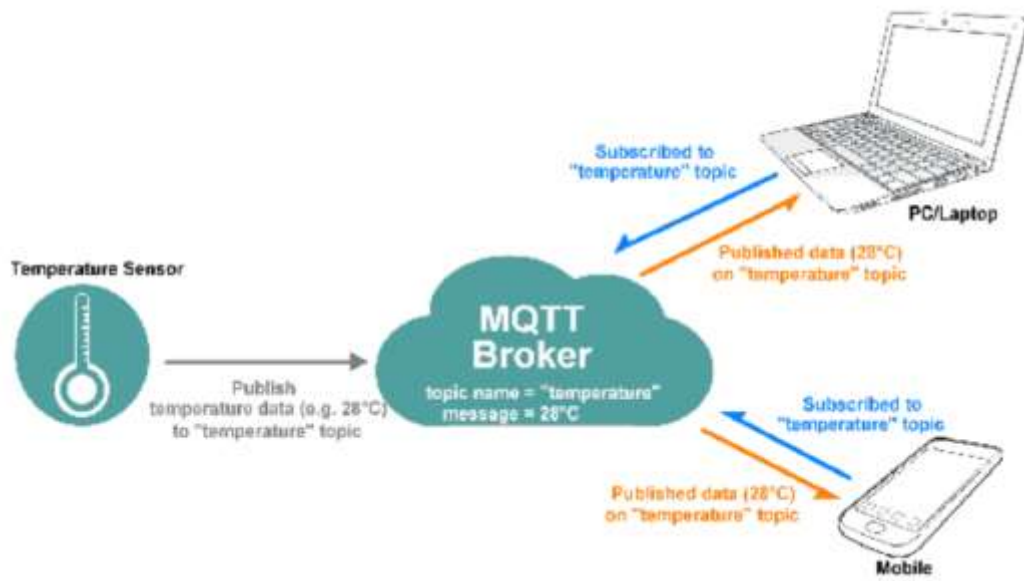 Subscribed to
"temperature" topic
PC/Laptop
Published data (28°C)
on "temperature" topic
Temperature Sensor
MQTT
Broker
topic name = "temperature"
message = 28°C
Publish
temperature data (e.g. 28°C)
to "temperature" topic
Subscribed to
"temperature" topic
Published data (28°C)
on "temperature" topic
Mobile